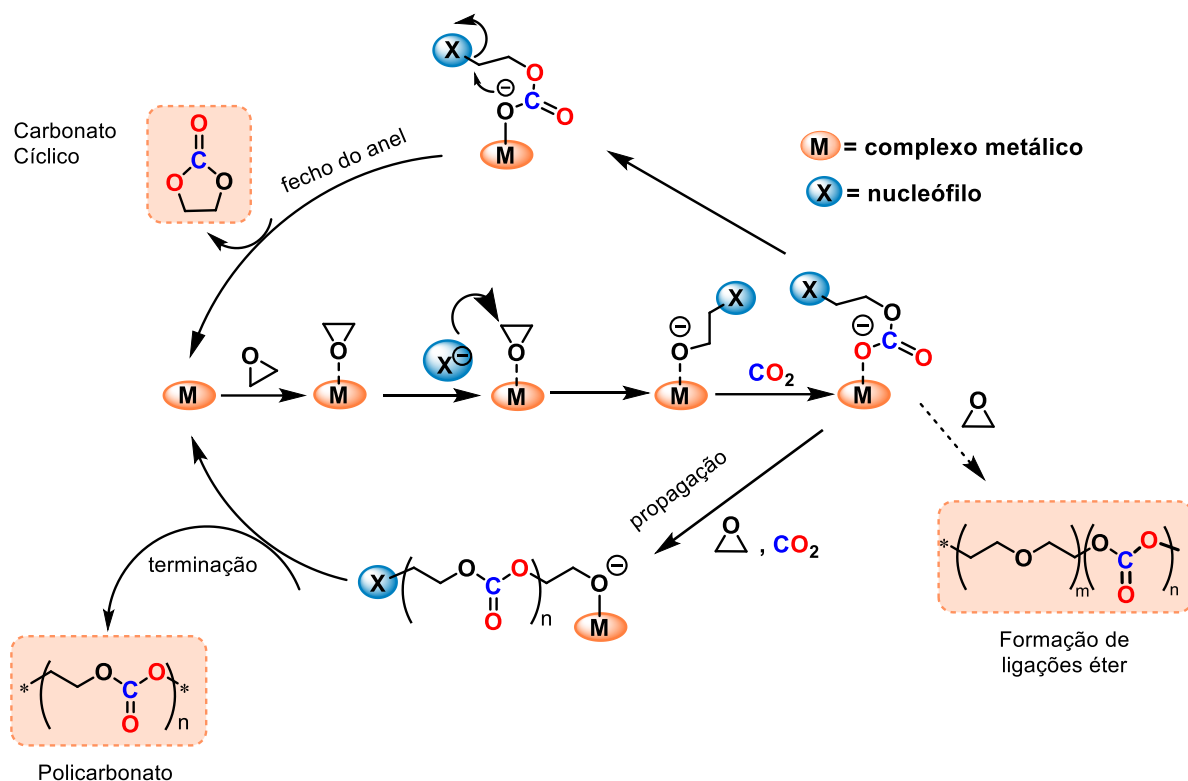 X
O
⊖
O
C
O
M
Carbonato
Cíclico
O
C
O
O
fecho do anel
M = complexo metálico
X = nucleófilo
X
O
⊖
O
C
O
M
X
⊖
O
M
O
M
O
M
X⊖
O
M
CO2
O
propagação
O , CO2
terminação
X
O
C
O
O
n
O
⊖
M
*
O
m
O
C
O
O
n
Formação de
ligações éter
*
O
C
O
O
*
n
Policarbonato